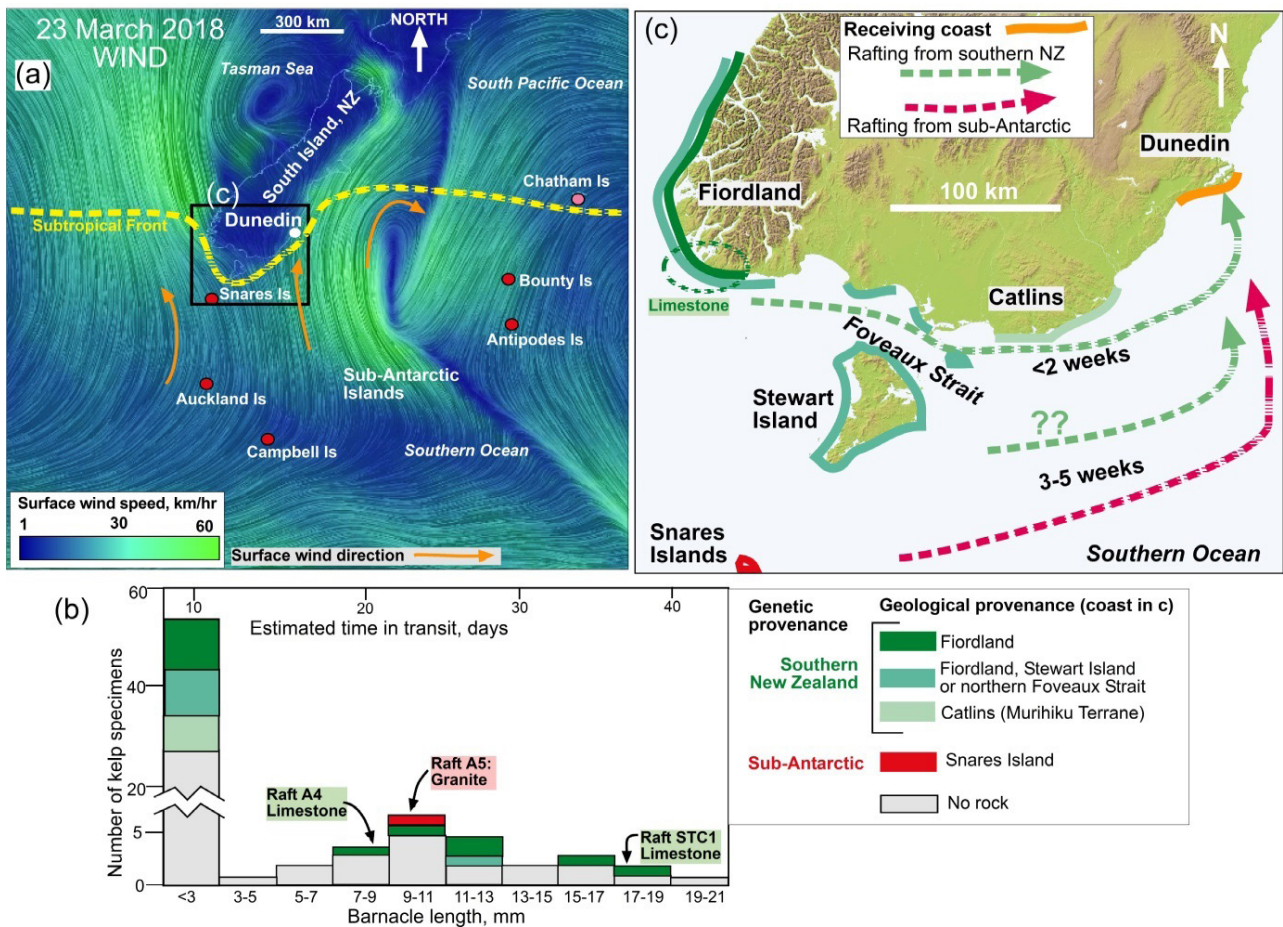 23 March 2018
WIND
(a)
300 km
NORTH
Tasman Sea
South Pacific Ocean
South Island, NZ
(c)
Dunedin
Chatham Is
Subtropical Front
Snares Is
Bounty Is
Antipodes Is
Auckland Is
Sub-Antarctic
Islands
Campbell Is
Southern Ocean
Surface wind speed, km/hr
1 30 60
Surface wind direction
(c)
Receiving coast
Rafting from southern NZ
Rafting from sub-Antarctic
N
Dunedin
Fiordland
100 km
Limestone
Catlins
Foveaux Strait
<2 weeks
Stewart
Island
??
3-5 weeks
Snares
Islands
Southern Ocean
(b)
60
40
20
5
0
Number of kelp specimens
10 20 30 40
Estimated time in transit, days
Raft A4
Limestone
Raft A5:
Granite
Raft STC1
Limestone
<3 3-5 5-7 7-9 9-11 11-13 13-15 15-17 17-19 19-21
Barnacle length, mm
Genetic
provenance
Geological provenance (coast in c)
Southern
New Zealand
Fiordland
Fiordland, Stewart Island
or northern Foveaux Strait
Catlins (Murihiku Terrane)
Sub-Antarctic
Snares Island
No rock